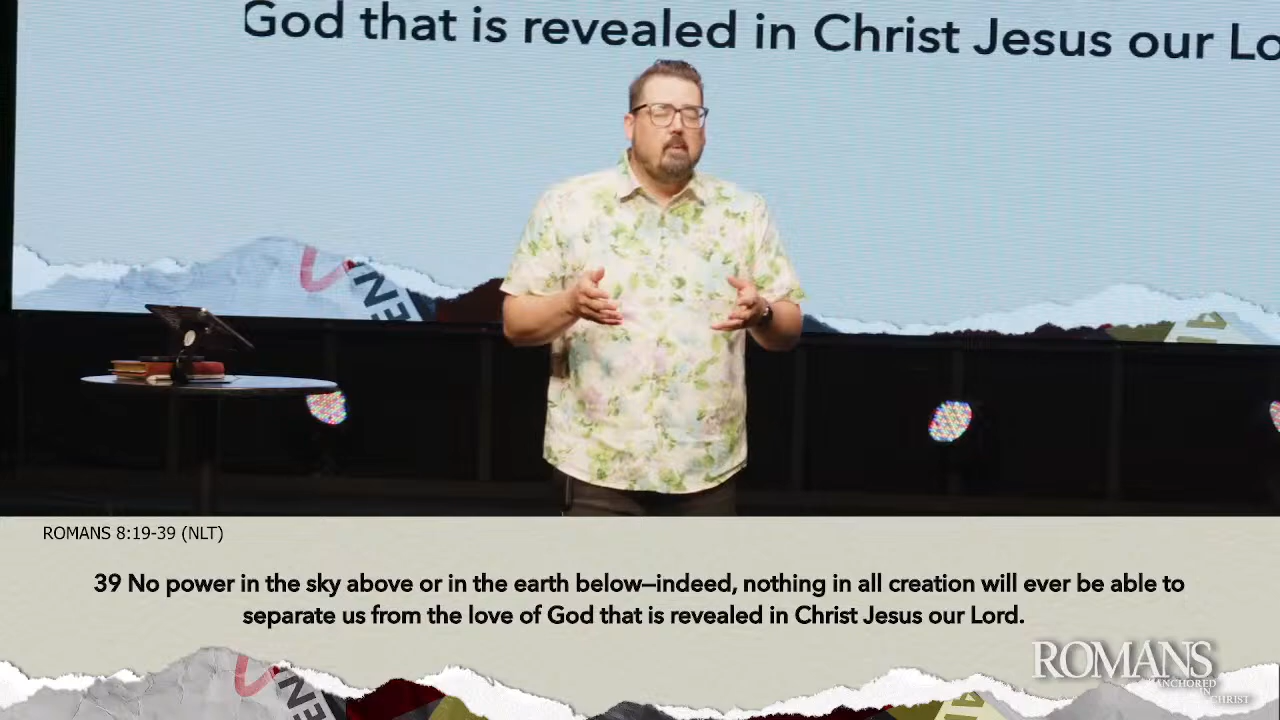 God that is revealed in Christ Jesus our Lo
ROMANS 8:19-39 (NLT)
39 No power in the sky above or in the earth below—indeed, nothing in all creation will ever be able to
separate us from the love of God that is revealed in Christ Jesus our Lord.
ROMANS
ANCHORED
IN
CHRIST